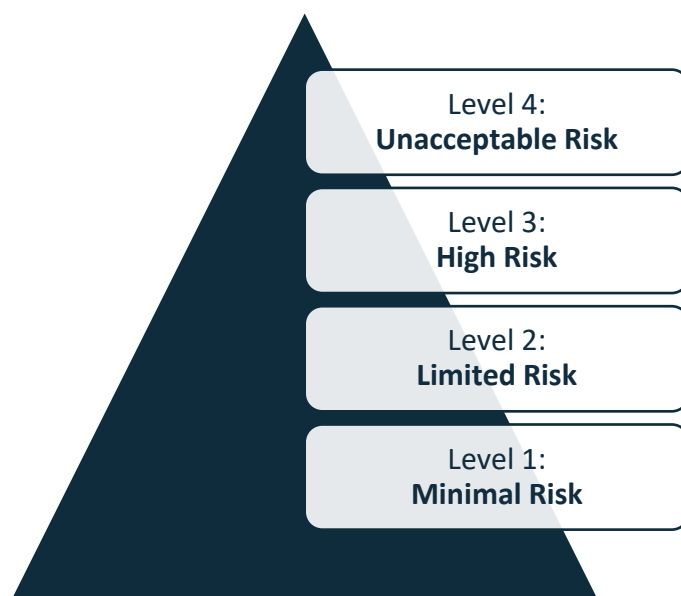 Level 4:
Unacceptable Risk
Level 3:
High Risk
Level 2:
Limited Risk
Level 1:
Minimal Risk